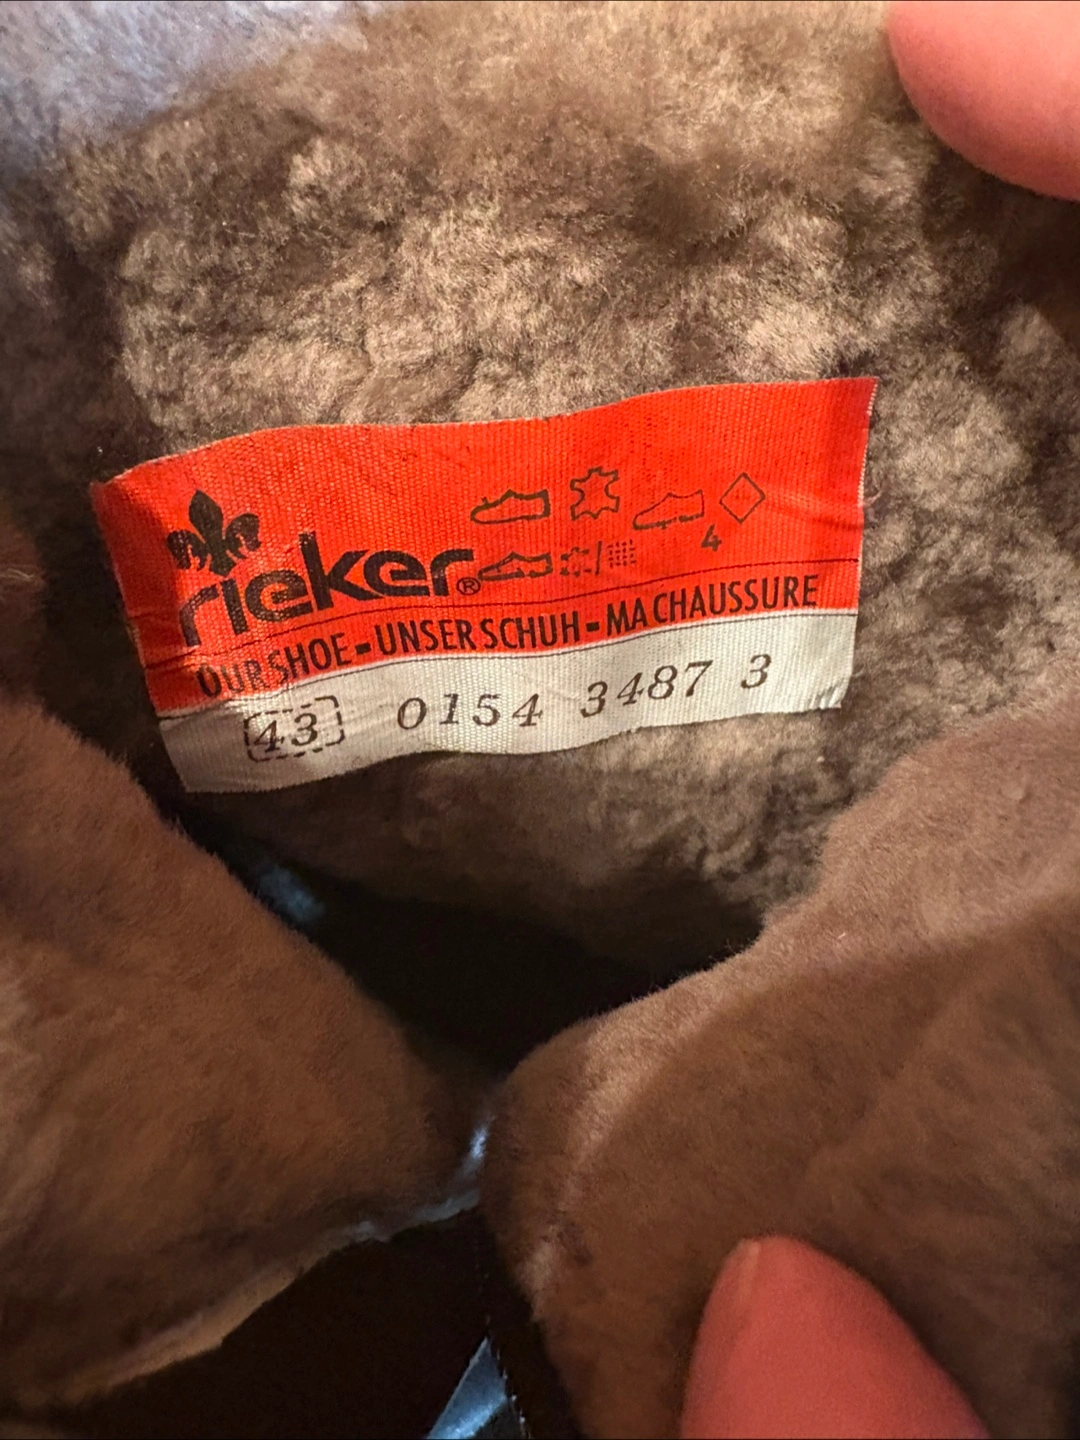 rieker®
4
OUR SHOE-UNSER SCHUH-MA CHAUSSURE
43 0154 3487 3